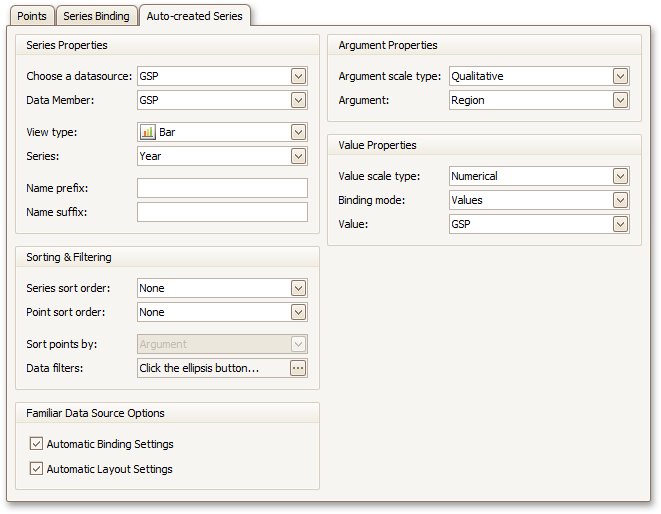 Points
Series Binding
Auto-created Series
Series Properties
Choose a datasource: GSP
Data Member: GSP
View type: Bar
Series: Year
Name prefix:
Name suffix:
Sorting & Filtering
Series sort order: None
Point sort order: None
Sort points by: Argument
Data filters: Click the ellipsis button...
Familiar Data Source Options
Automatic Binding Settings
Automatic Layout Settings
Argument Properties
Argument scale type: Qualitative
Argument: Region
Value Properties
Value scale type: Numerical
Binding mode: Values
Value: GSP